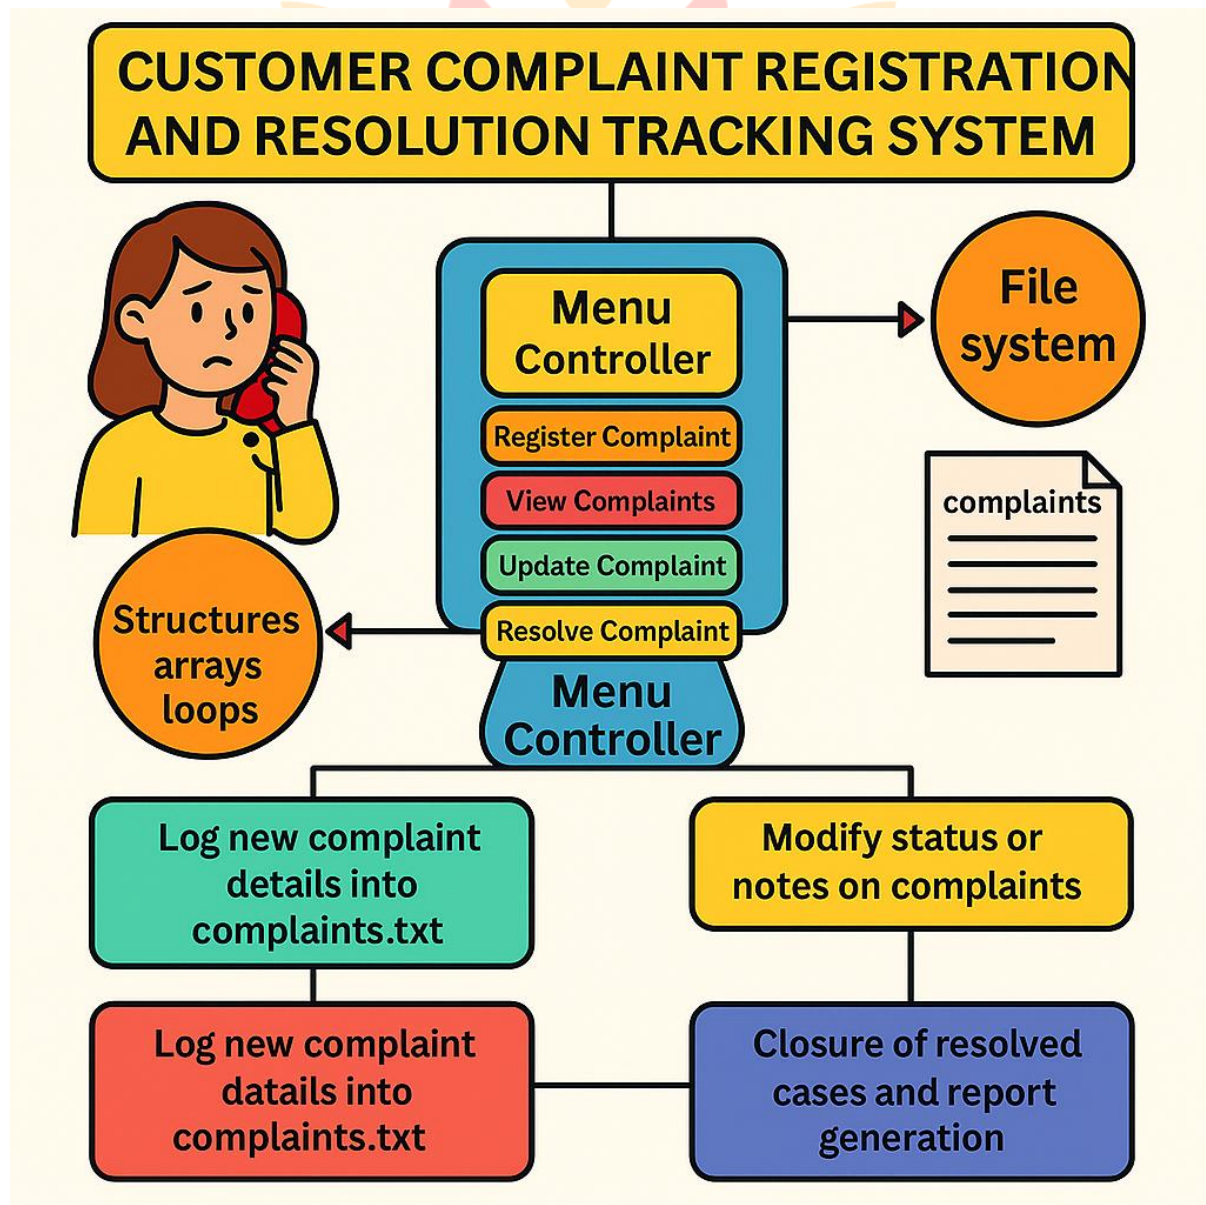 CUSTOMER COMPLAINT REGISTRATION
AND RESOLUTION TRACKING SYSTEM
Menu
Controller
Register Complaint
View Complaints
Update Complaint
Resolve Complaint
Menu
Controller
File
system
complaints
Structures
arrays
loops
Log new complaint
details into
complaints.txt
Modify status or
notes on complaints
Log new complaint
datails into
complaints.txt
Closure of resolved
cases and report
generation